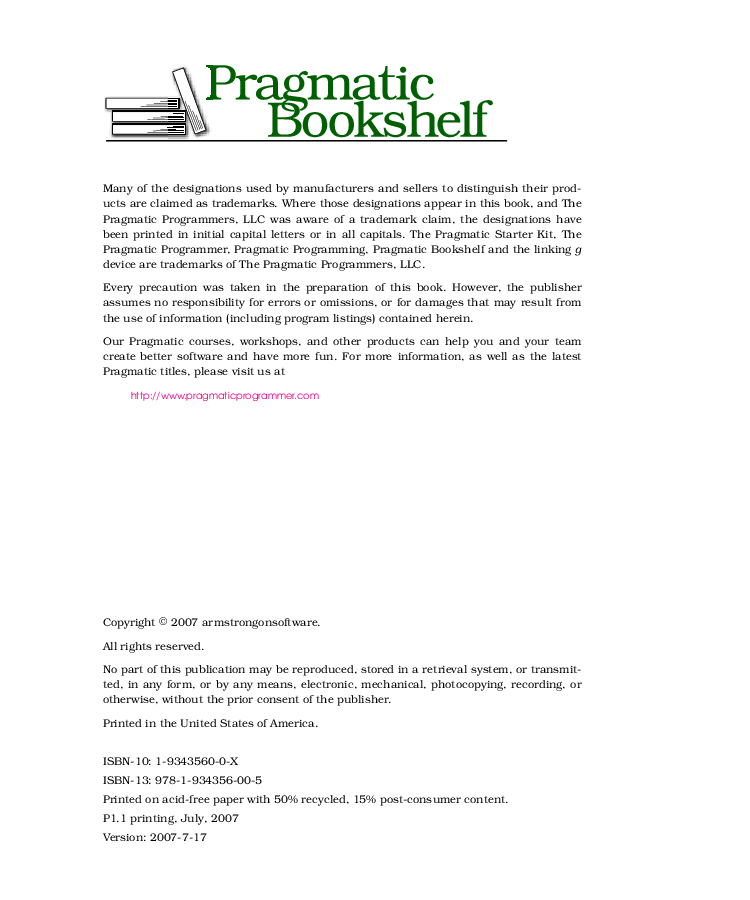 Pragmatic
Bookshelf
Many of the designations used by manufacturers and sellers to distinguish their prod-
ucts are claimed as trademarks. Where those designations appear in this book, and The
Pragmatic Programmers, LLC was aware of a trademark claim, the designations have
been printed in initial capital letters or in all capitals. The Pragmatic Starter Kit, The
Pragmatic Programmer, Pragmatic Programming, Pragmatic Bookshelf and the linking g
device are trademarks of The Pragmatic Programmers, LLC.
Every precaution was taken in the preparation of this book. However, the publisher
assumes no responsibility for errors or omissions, or for damages that may result from
the use of information (including program listings) contained herein.
Our Pragmatic courses, workshops, and other products can help you and your team
create better software and have more fun. For more information, as well as the latest
Pragmatic titles, please visit us at
http://www.pragmaticprogrammer.com
Copyright © 2007 armstrongonsoftware.
All rights reserved.
No part of this publication may be reproduced, stored in a retrieval system, or transmit-
ted, in any form, or by any means, electronic, mechanical, photocopying, recording, or
otherwise, without the prior consent of the publisher.
Printed in the United States of America.
ISBN-10: 1-9343560-0-X
ISBN-13: 978-1-934356-00-5
Printed on acid-free paper with 50% recycled, 15% post-consumer content.
P1.1 printing, July, 2007
Version: 2007-7-17